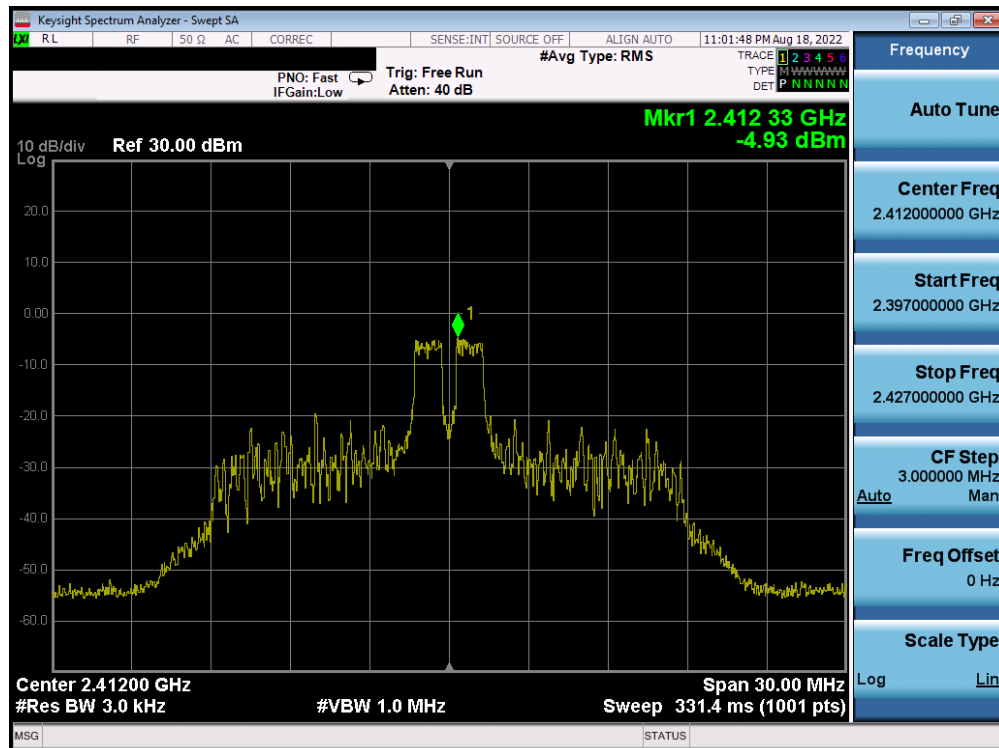 Keysight Spectrum Analyzer - Swept SA
LXI RL RF 50 Ω AC CORREC SENSE:INT SOURCE OFF ALIGN AUTO 11:01:48 PM Aug 18, 2022
#Avg Type: RMS
TRACE 1 2 3 4 5 6
PNO: Fast Trig: Free Run TYPE M WWWWW
IFGain:Low Atten: 40 dB DET P N N N N N
Mkr1 2.412 33 GHz
-4.93 dBm
10 dB/div Ref 30.00 dBm
Log
20.0
10.0
0.00
1
-10.0
-20.0
-30.0
-40.0
-50.0
-60.0
Center 2.41200 GHz Span 30.00 MHz
#Res BW 3.0 kHz #VBW 1.0 MHz Sweep 331.4 ms (1001 pts)
MSG STATUS
Frequency
Auto Tune
Center Freq
2.412000000 GHz
Start Freq
2.397000000 GHz
Stop Freq
2.427000000 GHz
CF Step
3.000000 MHz
Auto Man
Freq Offset
0 Hz
Scale Type
Log Lin